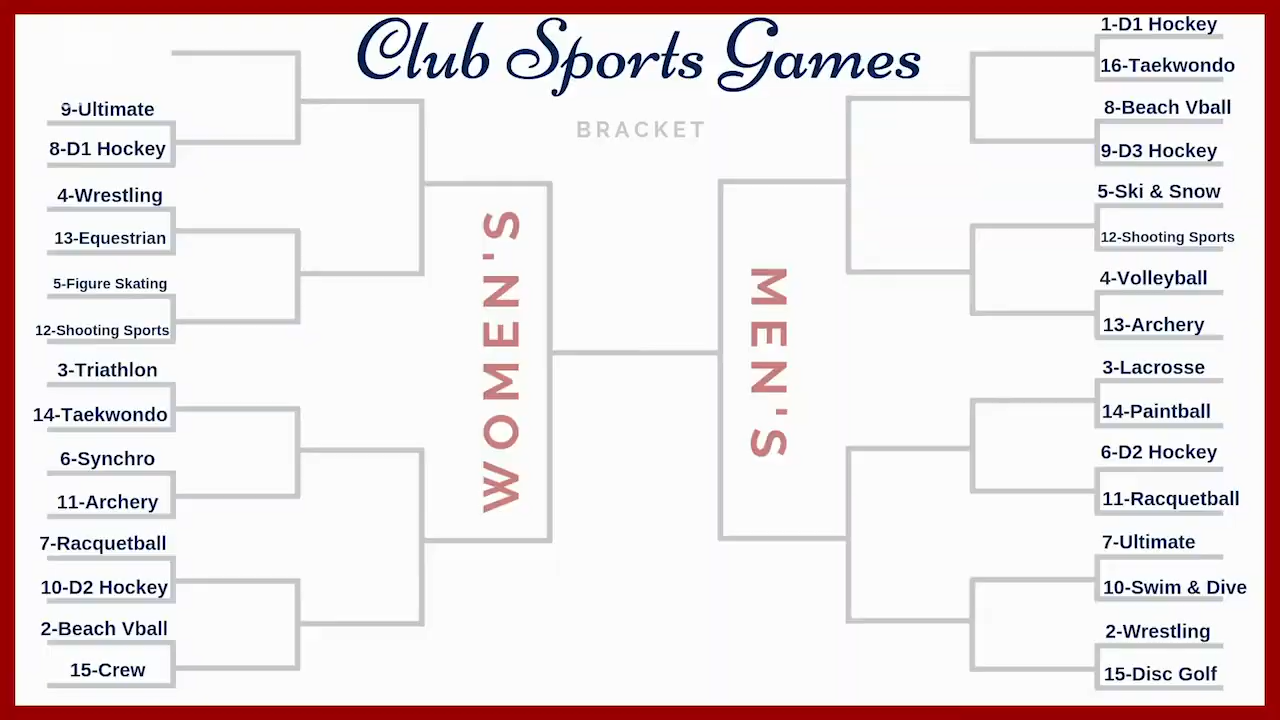 Club Sports Games
BRACKET
9-Ultimate
8-D1 Hockey
4-Wrestling
13-Equestrian
5-Figure Skating
12-Shooting Sports
3-Triathlon
14-Taekwondo
6-Synchro
11-Archery
7-Racquetball
10-D2 Hockey
2-Beach Vball
15-Crew
WOMEN'S
MEN'S
1-D1 Hockey
16-Taekwondo
8-Beach Vball
9-D3 Hockey
5-Ski & Snow
12-Shooting Sports
4-Volleyball
13-Archery
3-Lacrosse
14-Paintball
6-D2 Hockey
11-Racquetball
7-Ultimate
10-Swim & Dive
2-Wrestling
15-Disc Golf